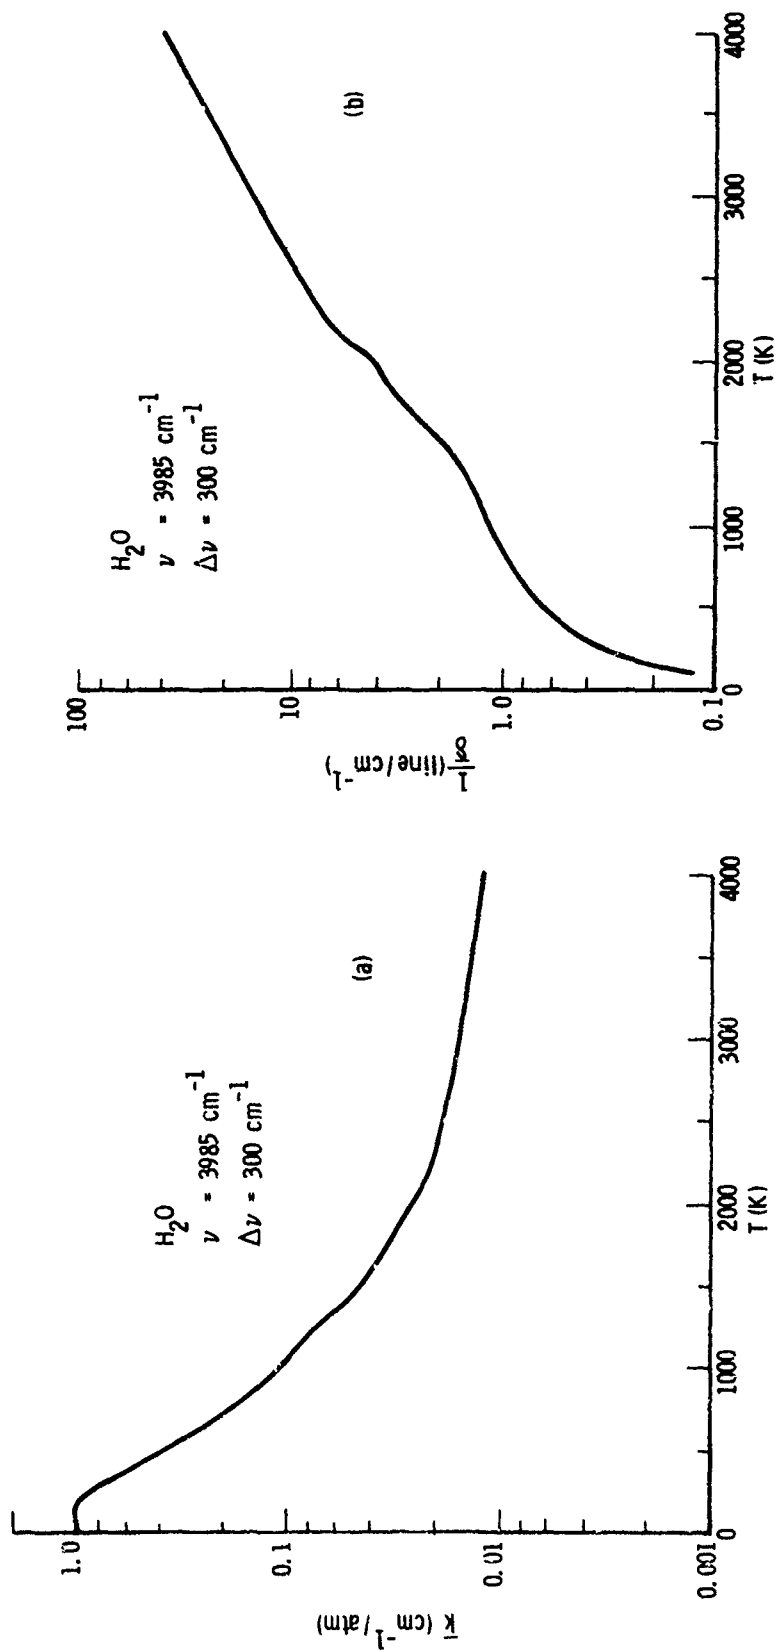 1.0
0.1
0.01
0.001
k̄ (cm⁻¹/atm)
0
1000
2000
3000
4000
T (K)
H₂O
ν = 3985 cm⁻¹
Δν = 300 cm⁻¹
(a)
100
10
1.0
0.1
(line/cm⁻¹)
0
1000
2000
3000
4000
T (K)
H₂O
ν = 3985 cm⁻¹
Δν = 300 cm⁻¹
(b)